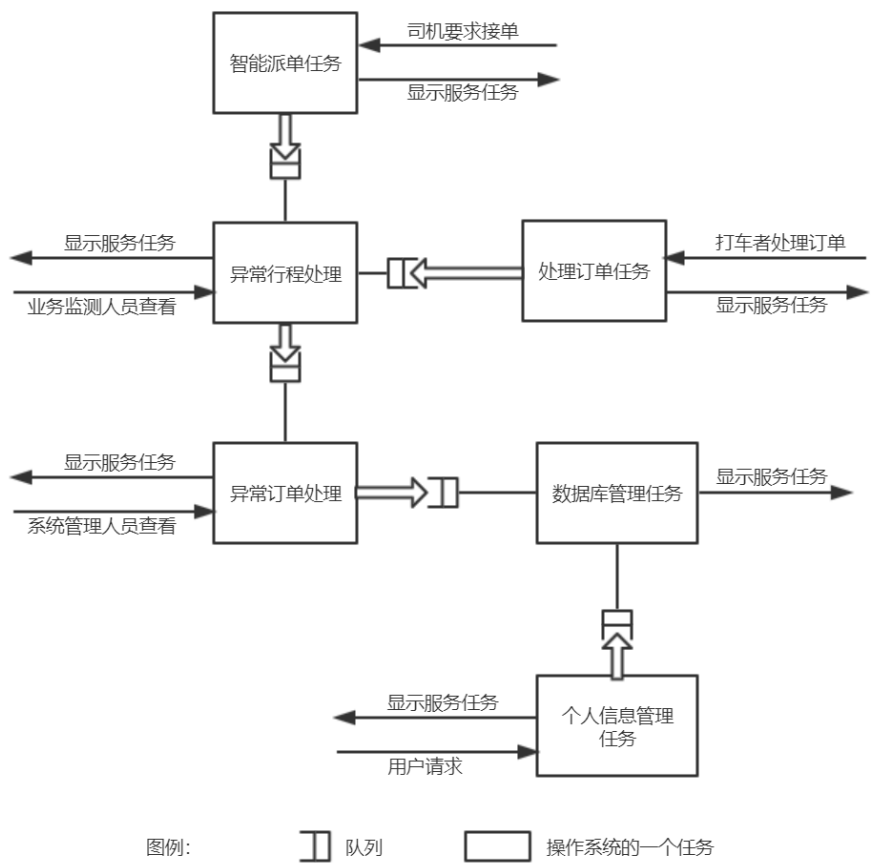 司机要求接单
智能派单任务
显示服务任务
显示服务任务
异常行程处理
业务监测人员查看
处理订单任务
打车者处理订单
显示服务任务
显示服务任务
异常订单处理
系统管理人员查看
数据库管理任务
显示服务任务
显示服务任务
个人信息管理
任务
用户请求
图例：
队列
操作系统的一个任务